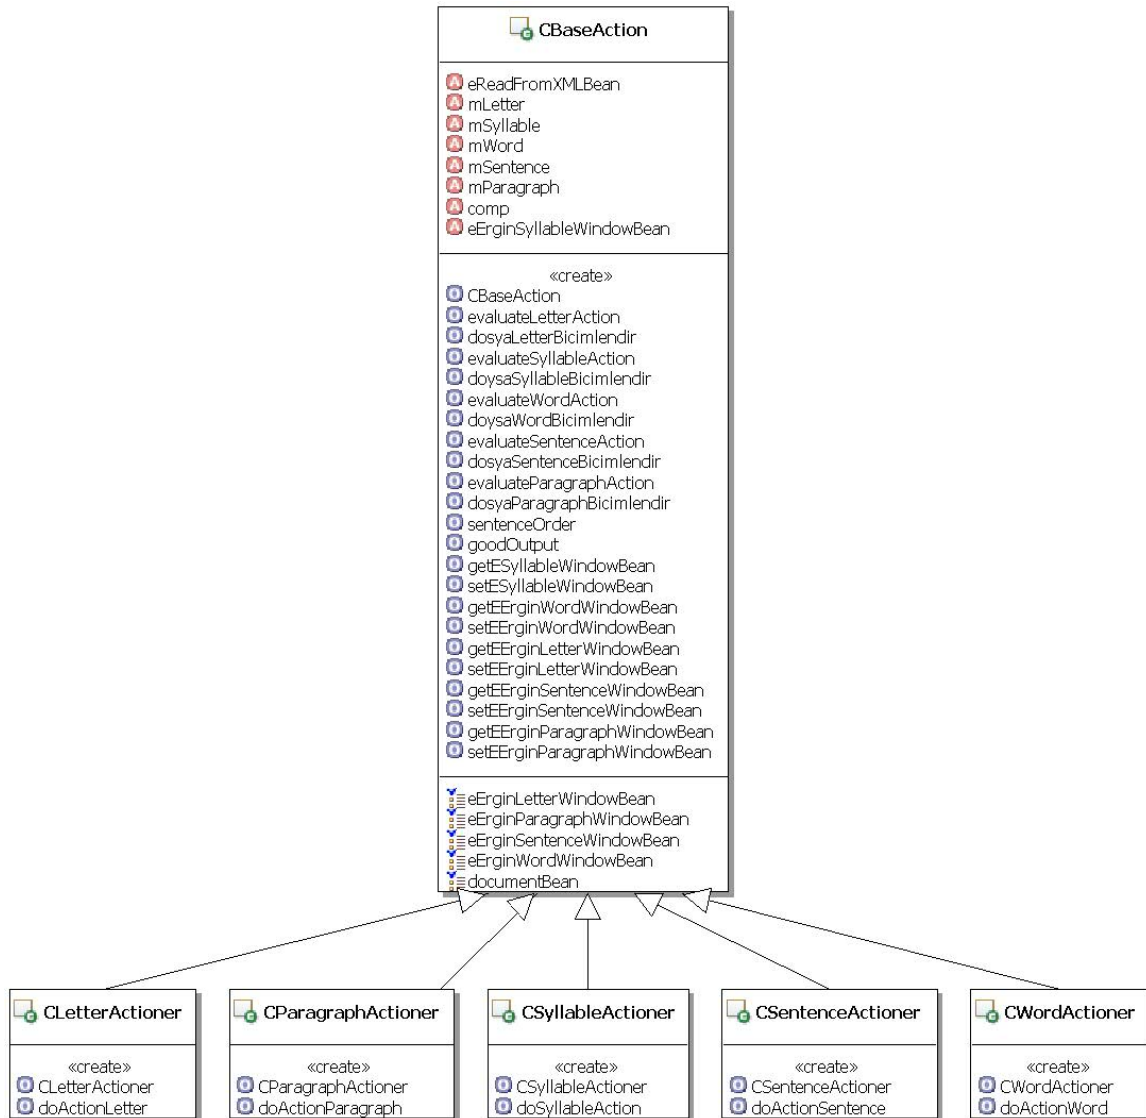 CBaseAction
eReadFromXMLBean
mLetter
mSyllable
mWord
mSentence
mParagraph
comp
eErginSyllableWindowBean
«create»
CBaseAction
evaluateLetterAction
dosyaLetterBicimlendir
evaluateSyllableAction
doysaSyllableBicimlendir
evaluateWordAction
doysaWordBicimlendir
evaluateSentenceAction
dosyaSentenceBicimlendir
evaluateParagraphAction
dosyaParagraphBicimlendir
sentenceOrder
goodOutput
getESyllableWindowBean
setESyllableWindowBean
getEErginWordWindowBean
setEErginWordWindowBean
getEErginLetterWindowBean
setEErginLetterWindowBean
getEErginSentenceWindowBean
setEErginSentenceWindowBean
getEErginParagraphWindowBean
setEErginParagraphWindowBean
eErginLetterWindowBean
eErginParagraphWindowBean
eErginSentenceWindowBean
eErginWordWindowBean
documentBean
CLetterActioner
«create»
CLetterActioner
doActionLetter
CParagraphActioner
«create»
CParagraphActioner
doActionParagraph
CSyllableActioner
«create»
CSyllableActioner
doSyllableAction
CSentenceActioner
«create»
CSentenceActioner
doActionSentence
CWordActioner
«create»
CWordActioner
doActionWord